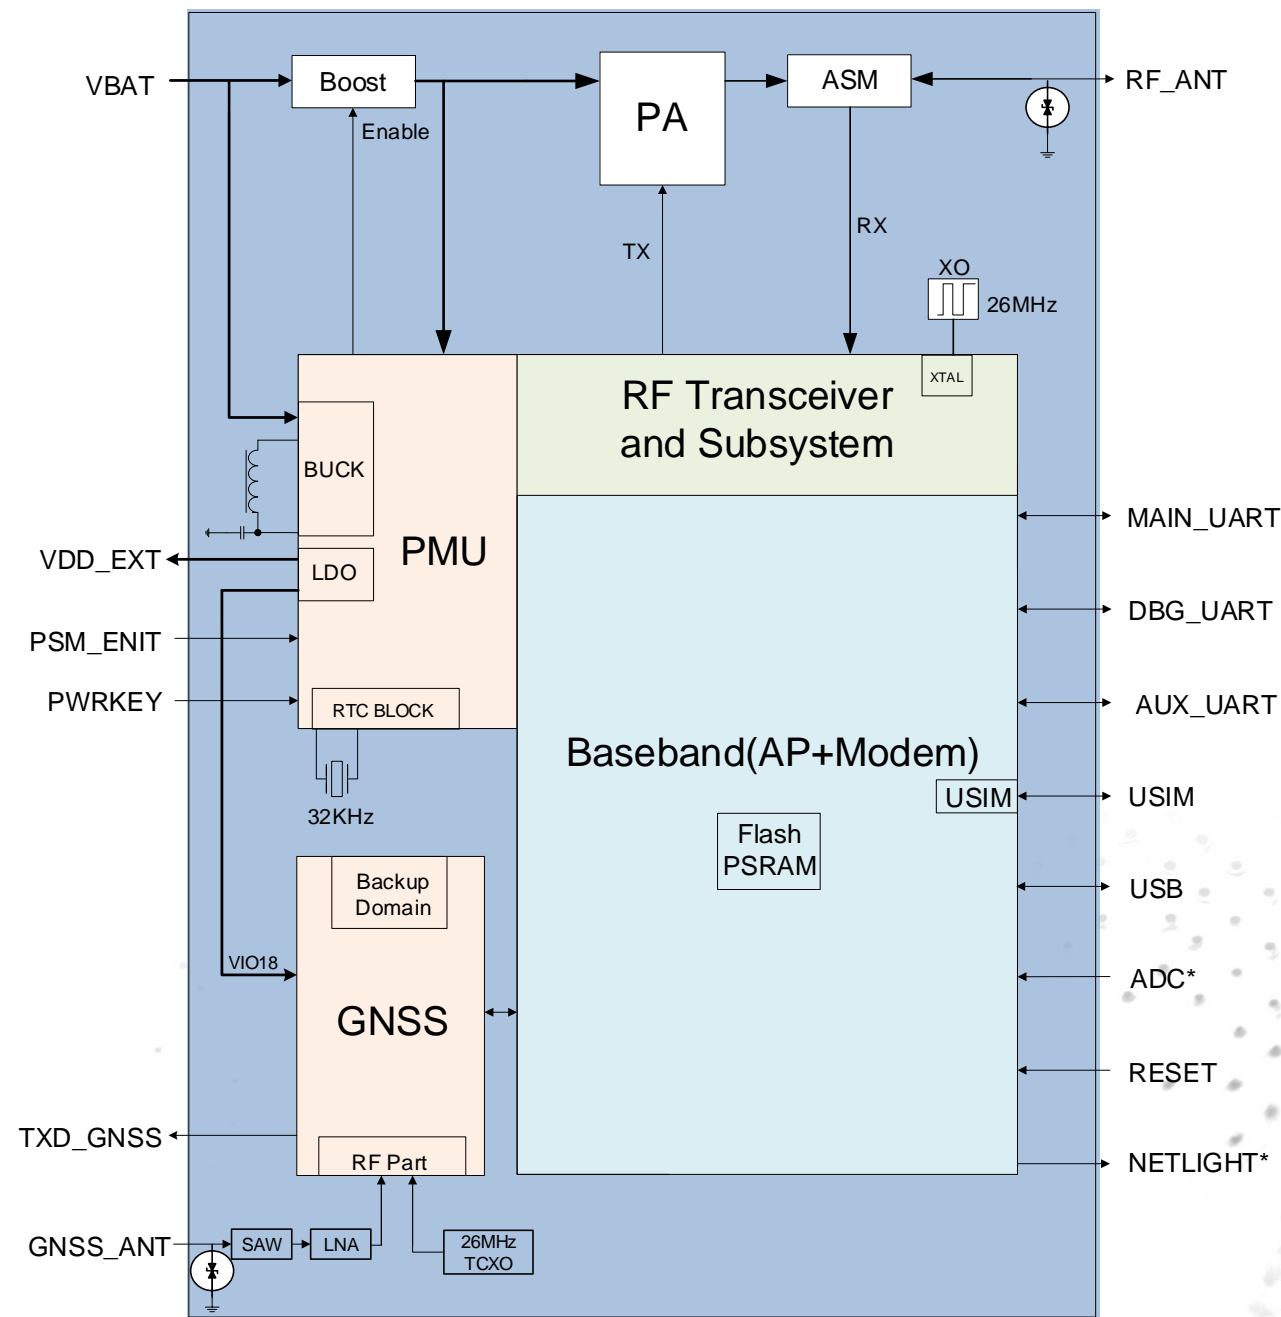 VBAT
Boost
PA
ASM
RF_ANT
Enable
TX
RX
XO
26MHz
XTAL
RF Transceiver
and Subsystem
BUCK
PMU
MAIN_UART
VDD_EXT
LDO
DBG_UART
PSM_ENIT
PWRKEY
RTC BLOCK
AUX_UART
Baseband(AP+Modem)
USIM
USIM
32KHz
Flash
PSRAM
Backup
Domain
USB
VIO18
ADC*
GNSS
RESET
TXD_GNSS
RF Part
NETLIGHT*
GNSS_ANT
SAW
LNA
26MHz
TCXO